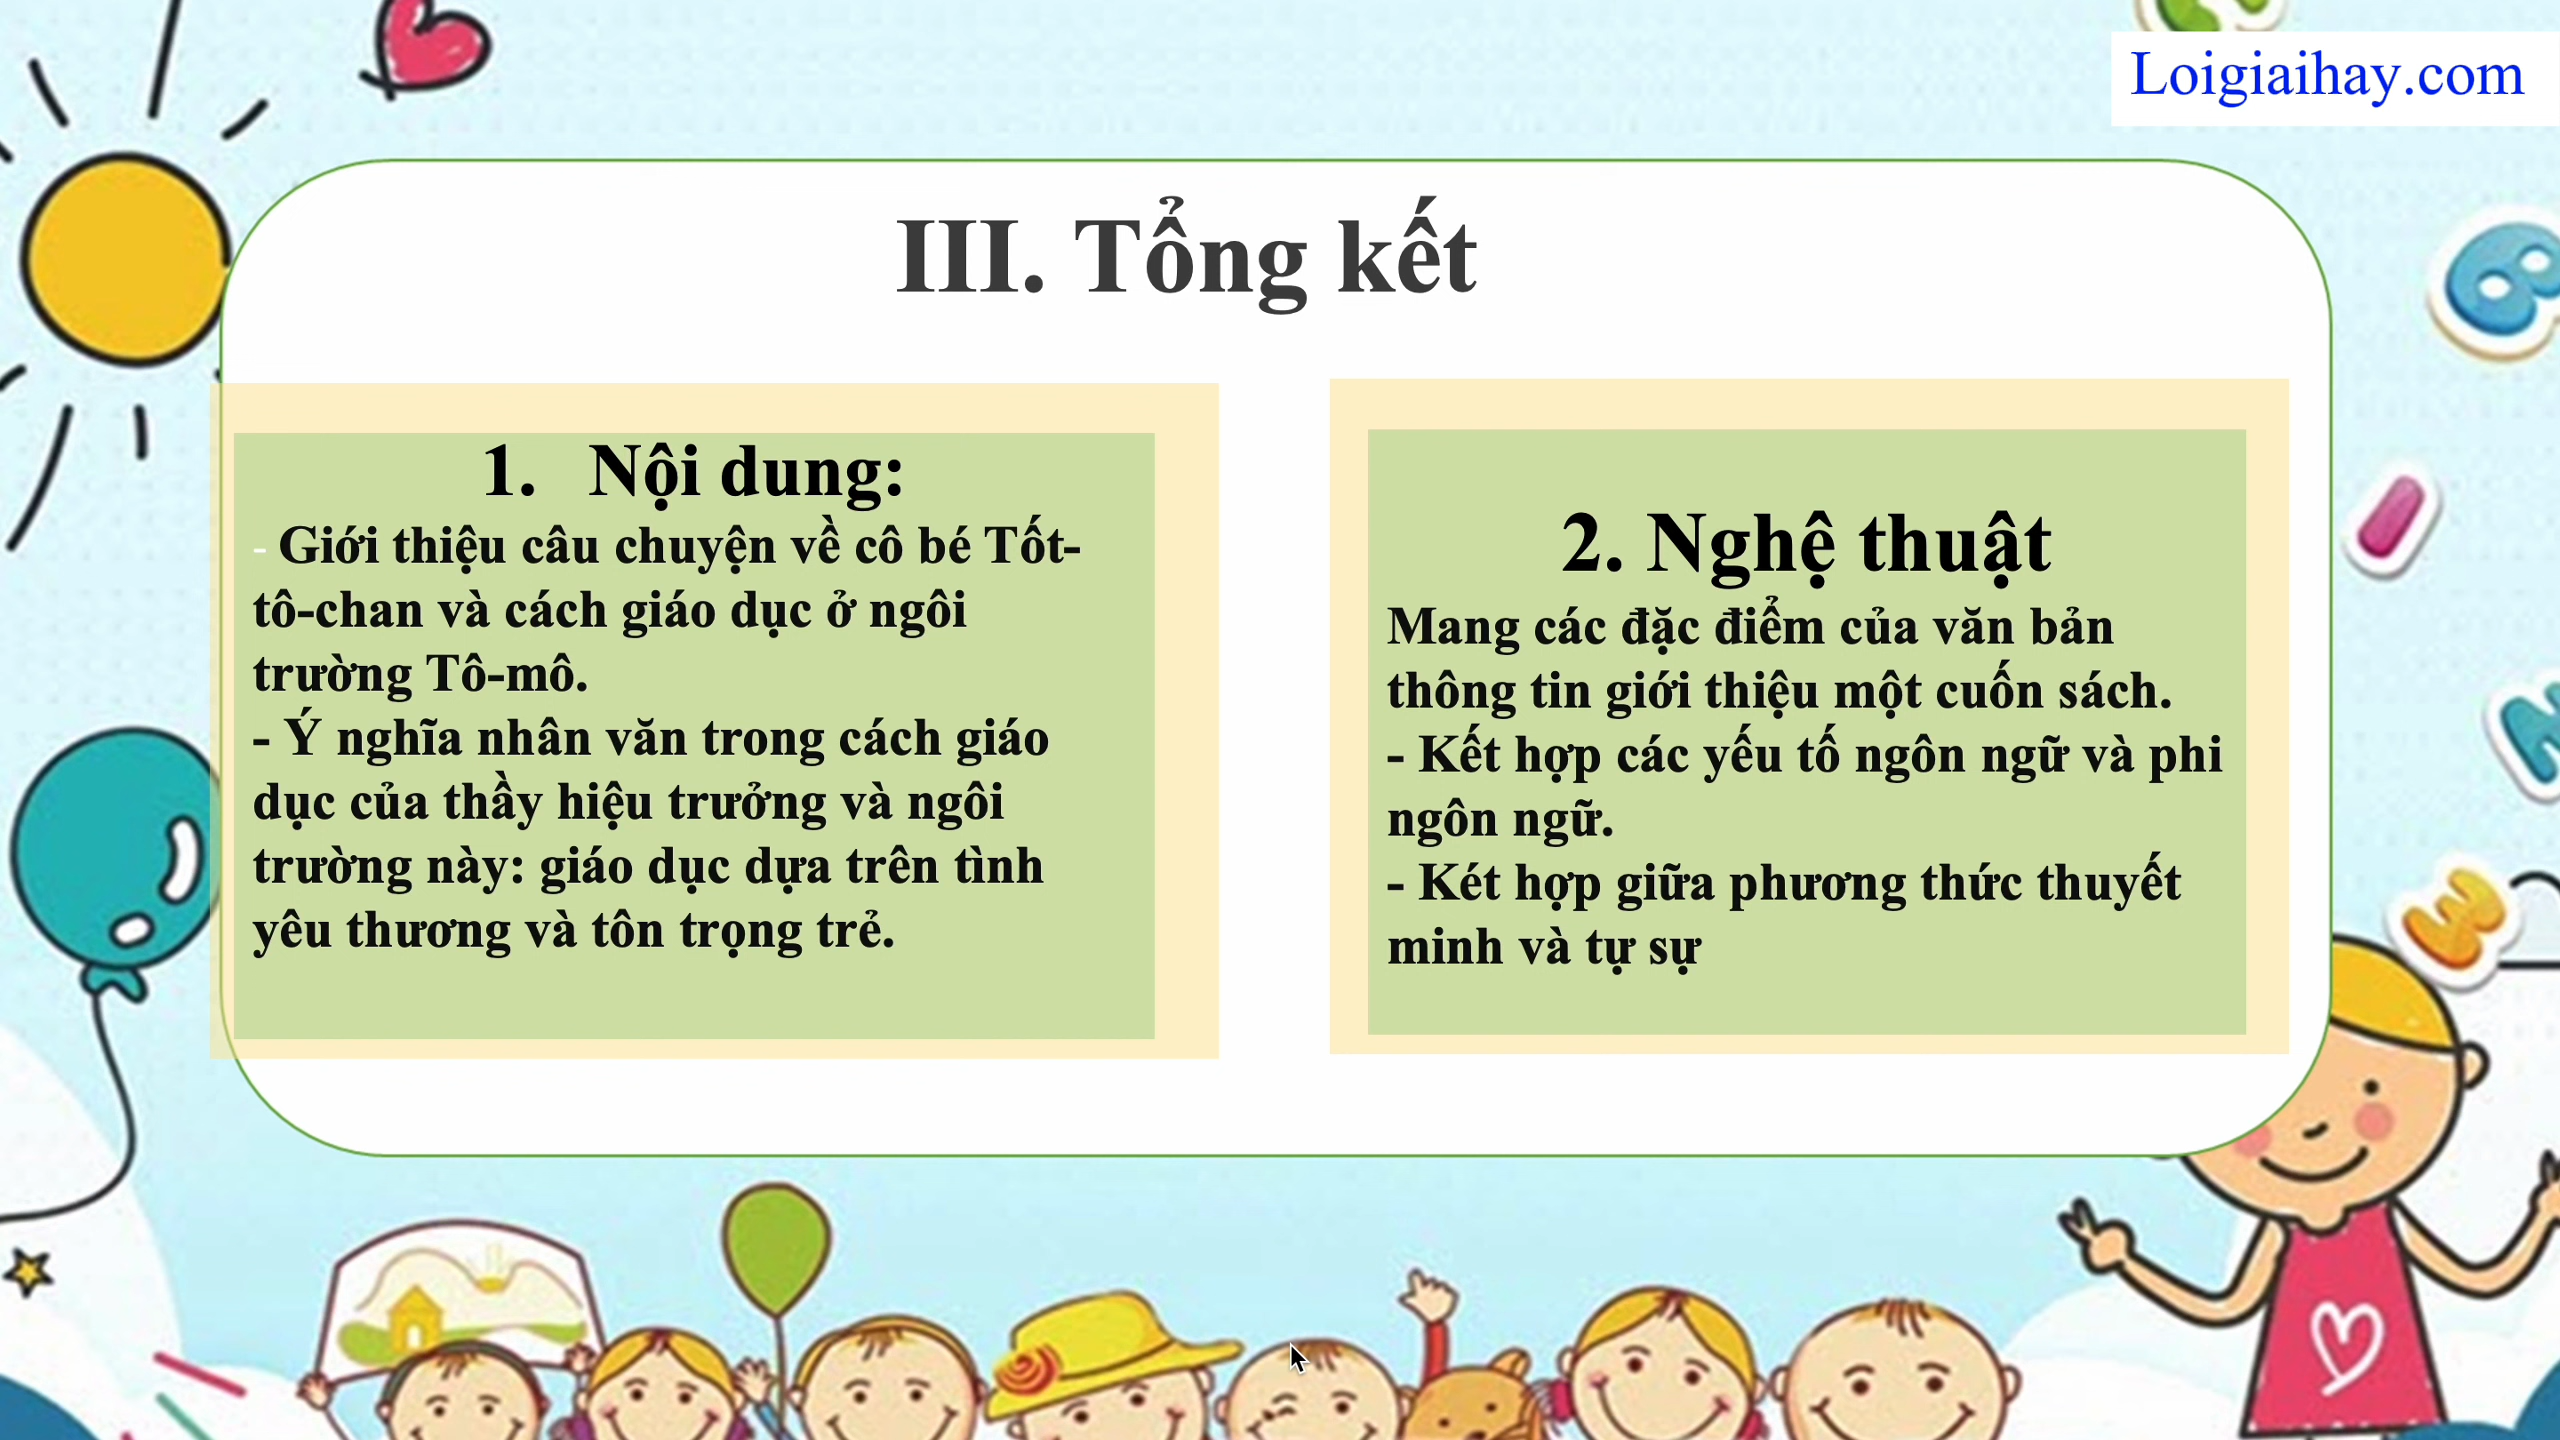 Loigiaihay.com
III. Tổng kết
1. Nội dung:
- Giới thiệu câu chuyện về cô bé Tốt-
tô-chan và cách giáo dục ở ngôi
trường Tô-mô.
- Ý nghĩa nhân văn trong cách giáo
dục của thầy hiệu trưởng và ngôi
trường này: giáo dục dựa trên tình
yêu thương và tôn trọng trẻ.
2. Nghệ thuật
Mang các đặc điểm của văn bản
thông tin giới thiệu một cuốn sách.
- Kết hợp các yếu tố ngôn ngữ và phi
ngôn ngữ.
- Két hợp giữa phương thức thuyết
minh và tự sự